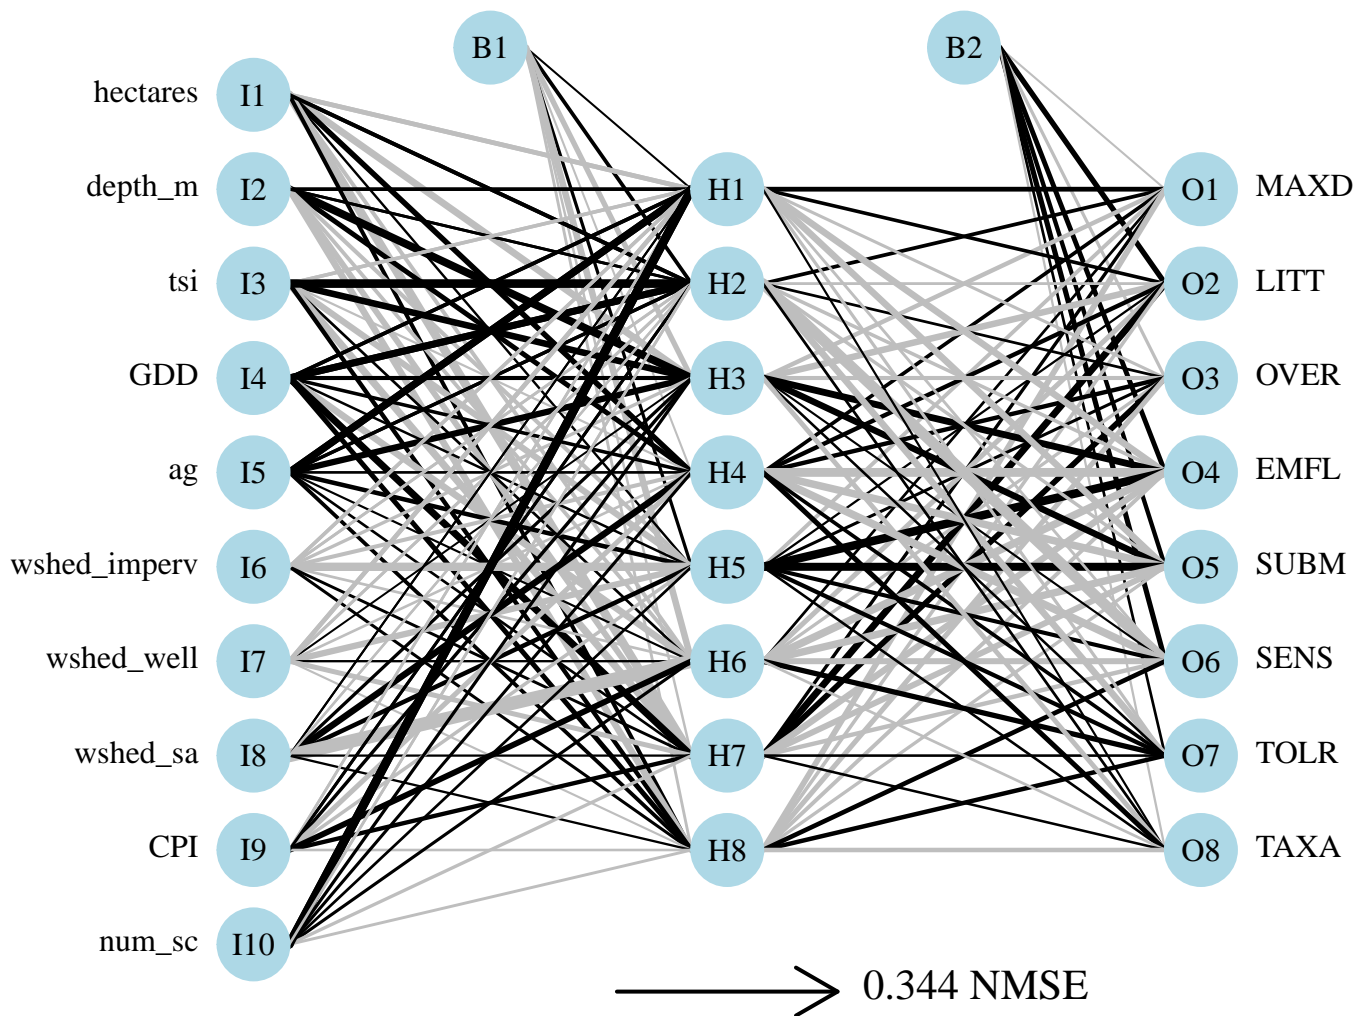 B1
B2
hectares I1
depth_m I2 H1 O1 MAXD
tsi I3 H2 O2 LITT
GDD I4 H3 O3 OVER
ag I5 H4 O4 EMFL
wshed_imperv I6 H5 O5 SUBM
wshed_well I7 H6 O6 SENS
wshed_sa I8 H7 O7 TOLR
CPI I9 H8 O8 TAXA
num_sc I10
0.344 NMSE